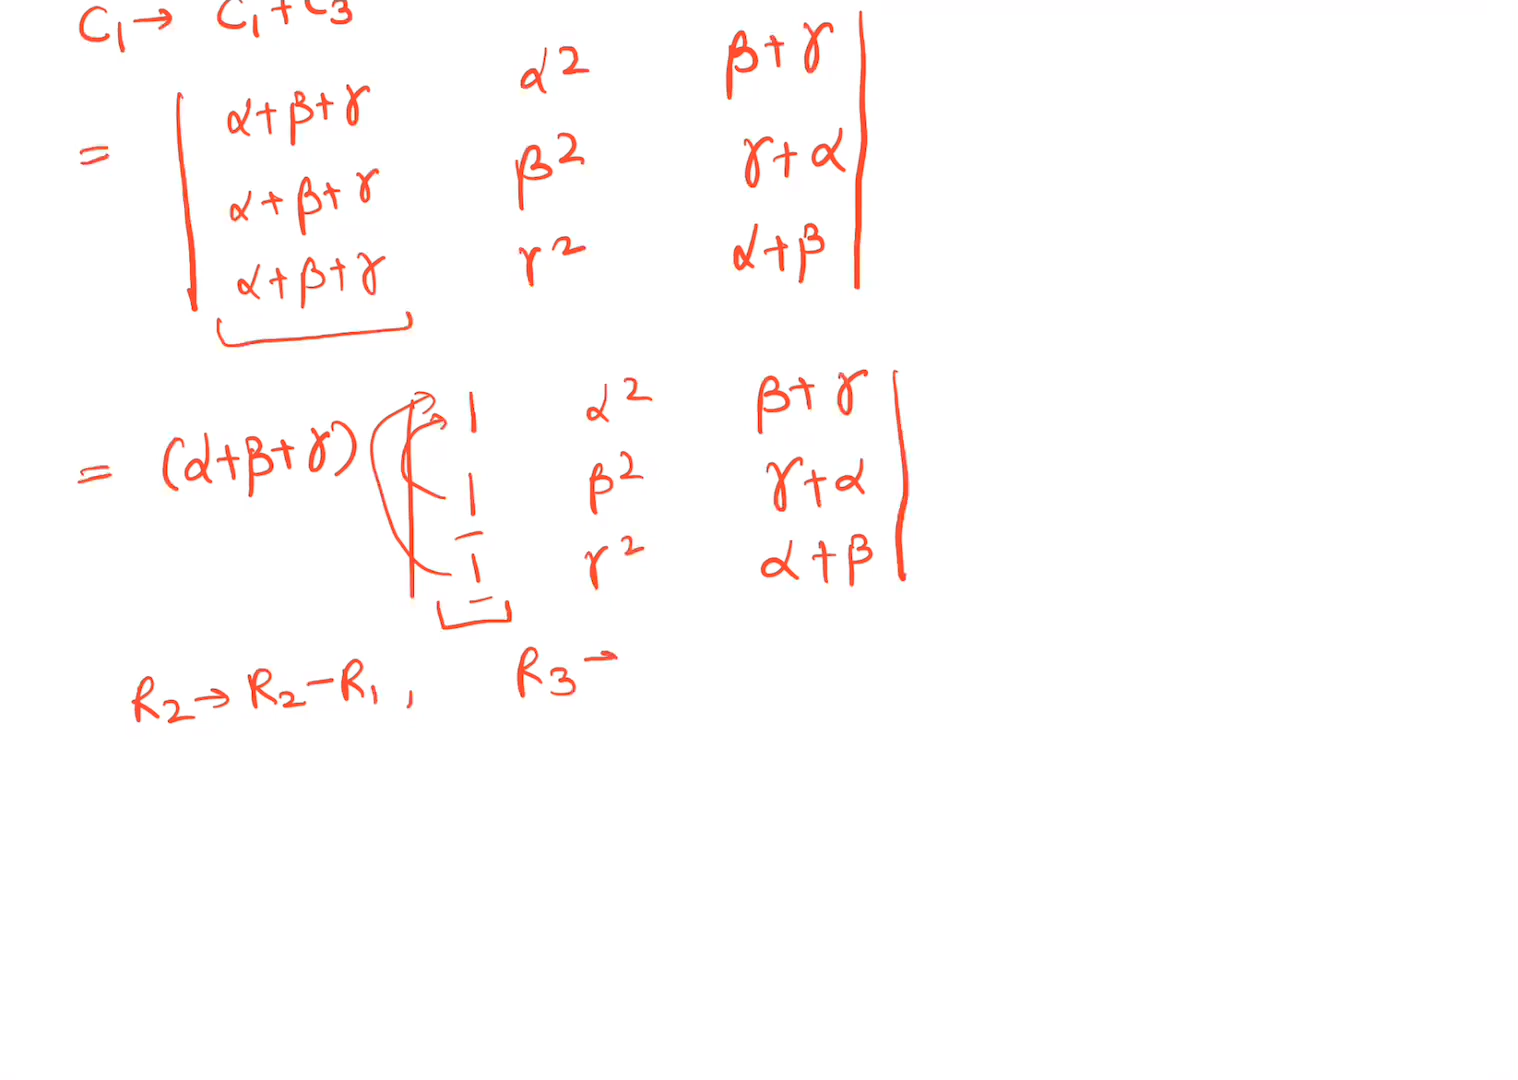 C₁ → C₁ + C₃
= | α+β+γ α² β+γ |
| α+β+γ β² γ+α |
| α+β+γ γ² α+β |
= (α+β+γ) | 1 α² β+γ |
| 1 β² γ+α |
| 1 γ² α+β |
R₂ → R₂ − R₁ , R₃ →